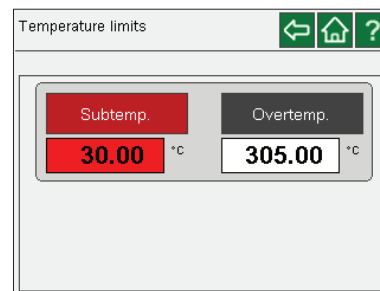 Temperature limits
?
Subtemp. Overtemp.
30.00 °C 305.00 °C